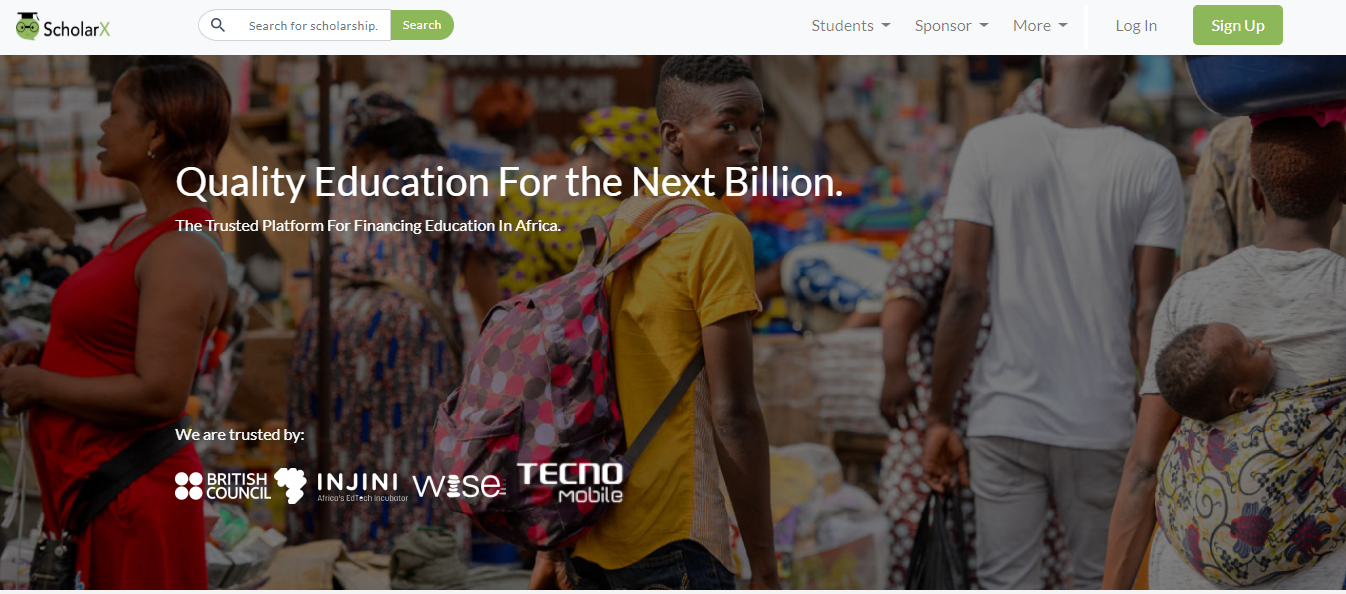 ScholarX
Search for scholarship.
Search
Students
Sponsor
More
Log In
Sign Up
Quality Education For the Next Billion.
The Trusted Platform For Financing Education In Africa.
We are trusted by:
BRITISH
COUNCIL
INJINI
Africa's EdTech Incubator
wise
TECNO
mobile